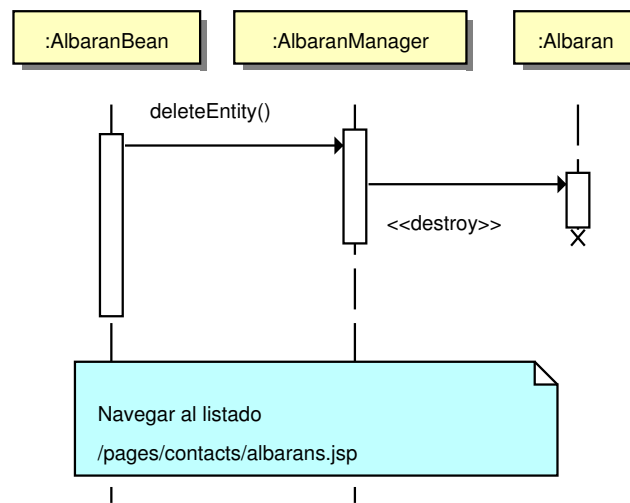 :AlbaranBean
:AlbaranManager
:Albaran
deleteEntity()
<<destroy>>
Navegar al listado
/pages/contacts/albarans.jsp